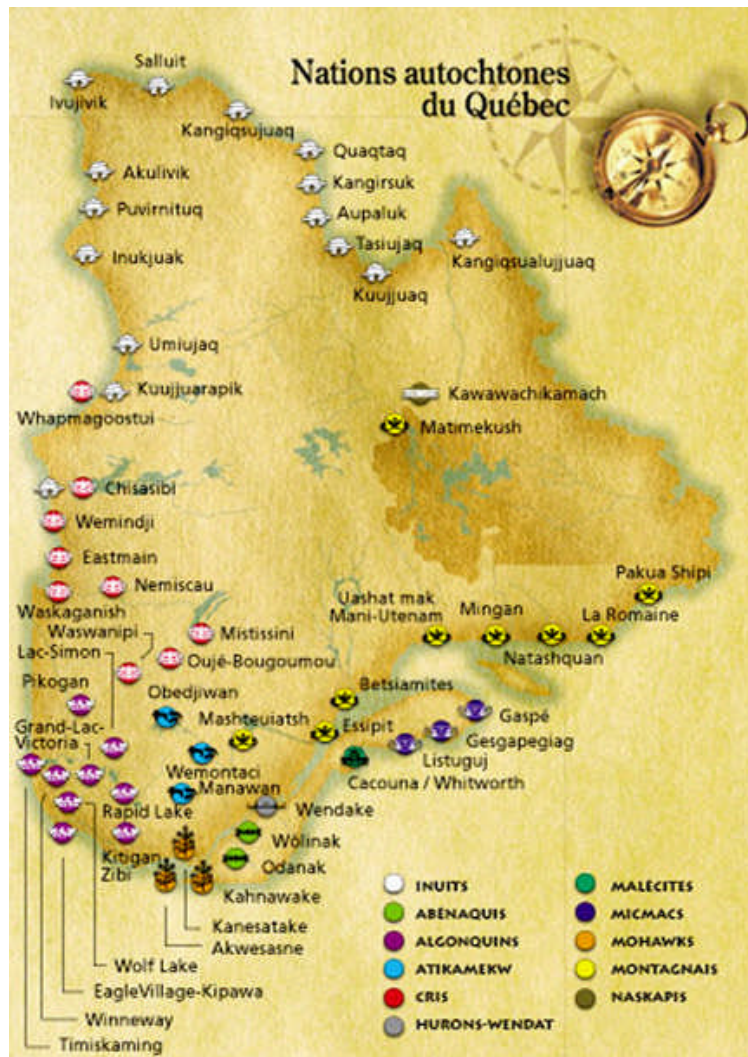 Nations autochtones
du Québec
Salluit
Ivujivik
Kangiqsujuaq
Quaqtaq
Akulivik
Kangirsuk
Puvirnituq
Aupaluk
Tasiujaq
Inukjuak
Kangiqsualujjuaq
Kuujjuaq
Umiujaq
Kuujjuarapik
Kawawachikamach
Whapmagoostui
Matimekush
Chisasibi
Wemindji
Eastmain
Nemiscau
Pakua Shipi
Waskaganish
Uashat mak
Mani-Utenam
Mingan
La Romaine
Waswanipi
Mistissini
Natashquan
Lac-Simon
Oujé-Bougoumou
Pikogan
Obedjiwan
Betsiamites
Mashteuiatsh
Essipit
Gaspé
Grand-Lac-
Victoria
Gesgapegiag
Listuguj
Wemontaci
Cacouna / Whitworth
Manawan
Rapid Lake
Wendake
Wôlinak
Kitigan
Zibi
Odanak
Kahnawake
Kanesatake
Akwesasne
Wolf Lake
EagleVillage-Kipawa
Winneway
Timiskaming
INUITS
ABÉNAQUIS
ALGONQUINS
ATIKAMEKW
CRIS
HURONS-WENDAT
MALÉCITES
MICMACS
MOHAWKS
MONTAGNAIS
NASKAPIS